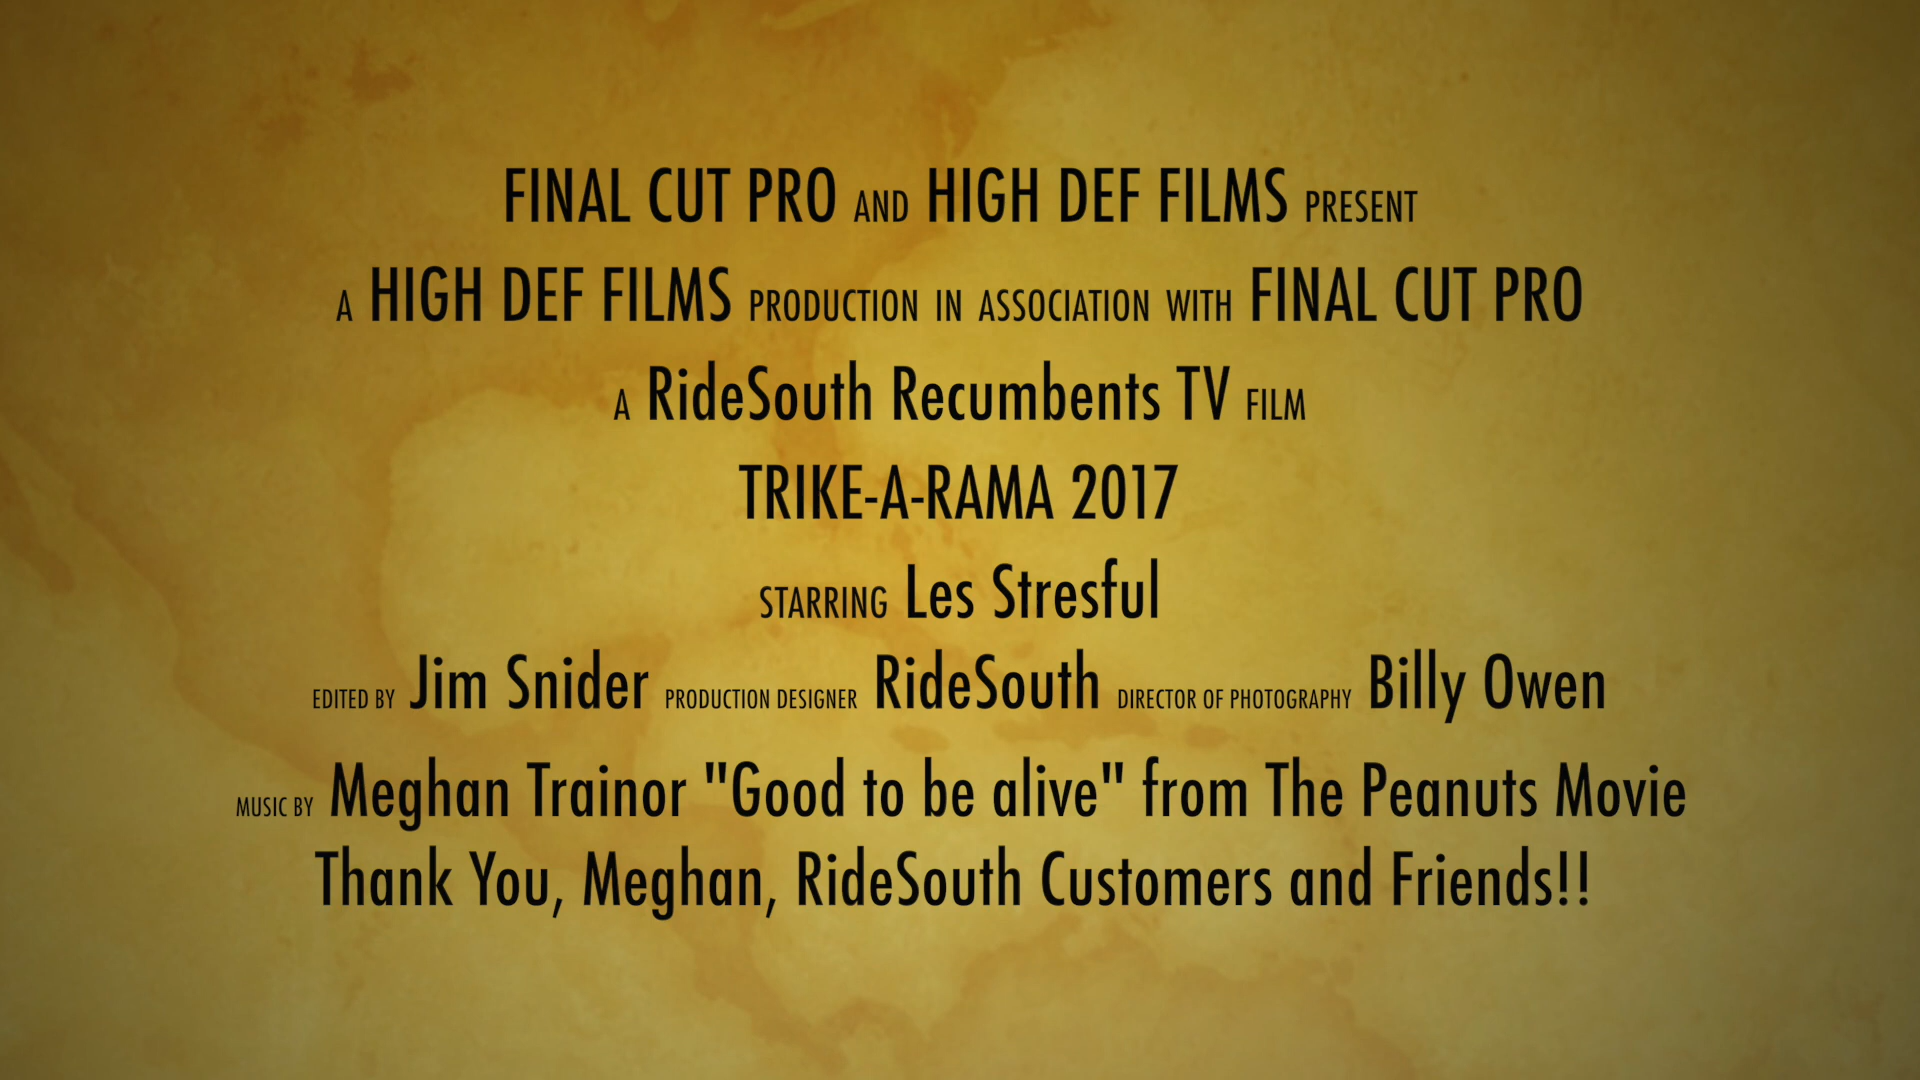 FINAL CUT PRO AND HIGH DEF FILMS PRESENT
A HIGH DEF FILMS PRODUCTION IN ASSOCIATION WITH FINAL CUT PRO
A RideSouth Recumbents TV FILM
TRIKE-A-RAMA 2017
STARRING Les Stresful
EDITED BY Jim Snider PRODUCTION DESIGNER RideSouth DIRECTOR OF PHOTOGRAPHY Billy Owen
MUSIC BY Meghan Trainor "Good to be alive" from The Peanuts Movie
Thank You, Meghan, RideSouth Customers and Friends!!